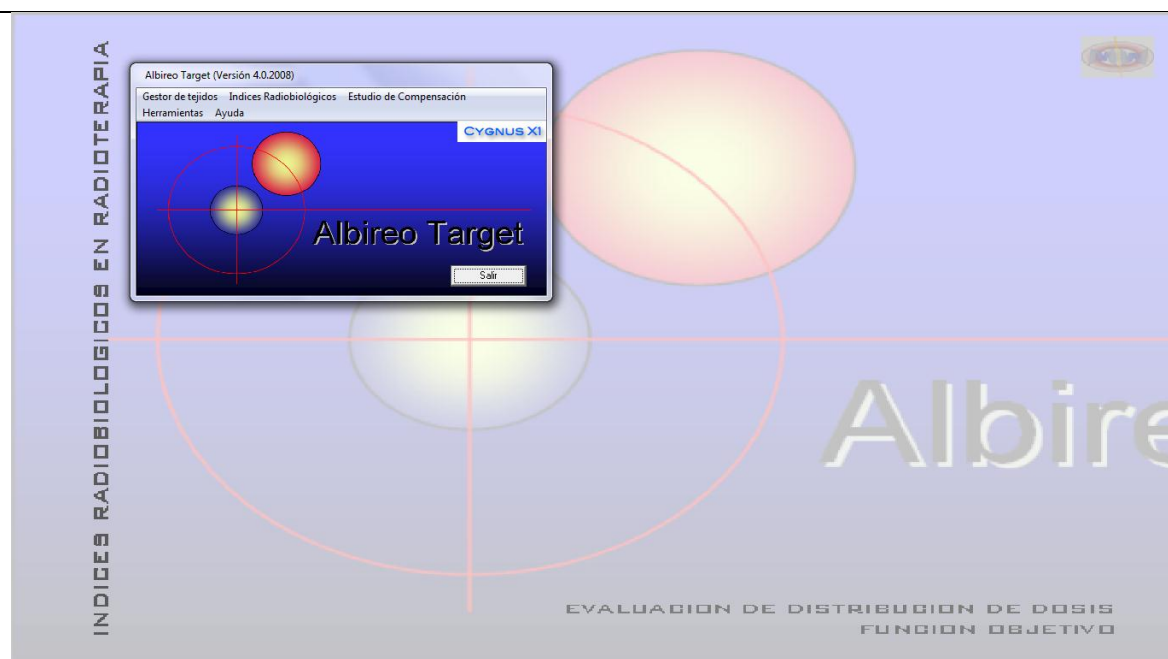 INDICES RADIOBIOLOGICOS EN RADIOTERAPIA
Albireo Target (Versión 4.0.2008)
Gestor de tejidos Indices Radiobiológicos Estudio de Compensación
Herramientas Ayuda
CYGNUS X1
Albireo Target
Salir
Albire
EVALUACION DE DISTRIBUCION DE DOSIS
FUNCION OBJETIVO